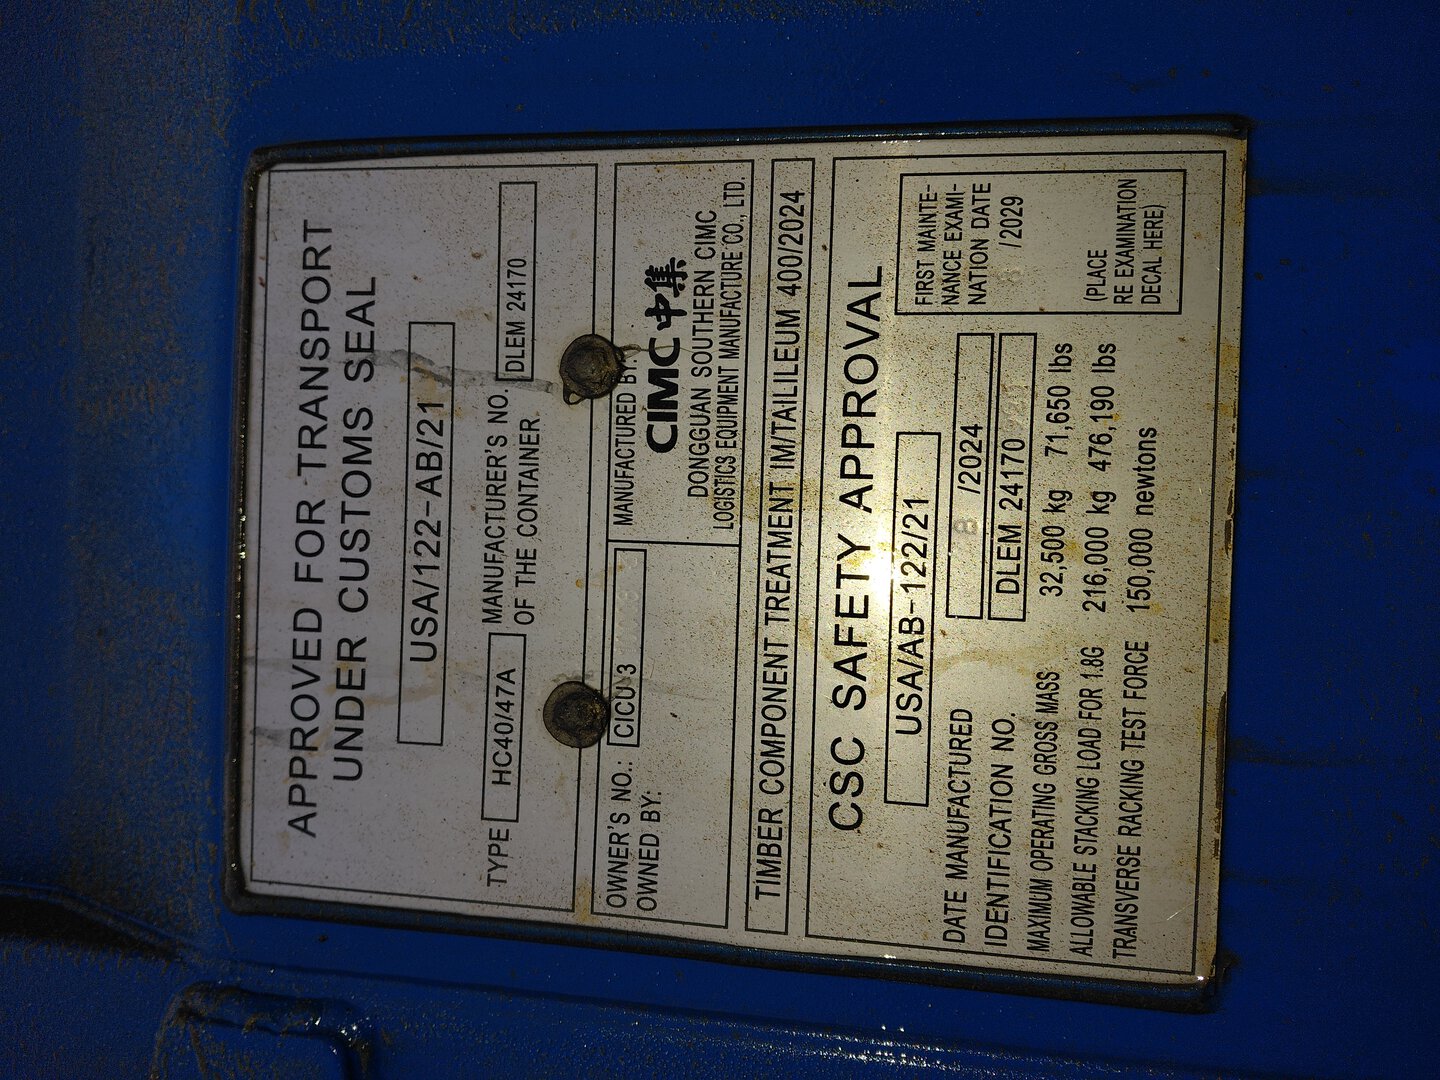 APPROVED FOR TRANSPORT
UNDER CUSTOMS SEAL
USA/122-AB/21
TYPE HC40/47A MANUFACTURER'S NO. OF THE CONTAINER DLEM 24170
OWNER'S NO.: CICU 3
OWNED BY:
MANUFACTURED BY:
CIMC 中集
DONGGUAN SOUTHERN CIMC
LOGISTICS EQUIPMENT MANUFACTURE CO., LTD.
TIMBER COMPONENT TREATMENT IM/TAILILEUM 400/2024
CSC SAFETY APPROVAL
USA/AB-122/21
DATE MANUFACTURED 8 /2024
IDENTIFICATION NO. DLEM 24170
MAXIMUM OPERATING GROSS MASS 32,500 kg 71,650 lbs
ALLOWABLE STACKING LOAD FOR 1.8G 216,000 kg 476,190 lbs
TRANSVERSE RACKING TEST FORCE 150,000 newtons
FIRST MAINTE-
NANCE EXAMI-
NATION DATE
/2029
(PLACE
RE EXAMINATION
DECAL HERE)